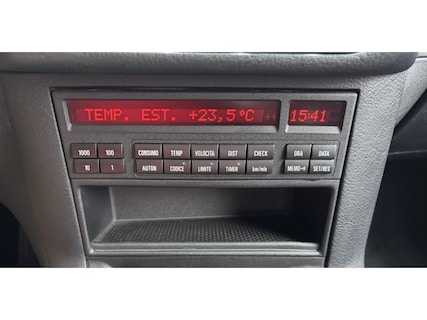 TEMP. EST. +23,5°C 15:41
1000 100 CONSUMO TEMP VELOCITA DIST CHECK ORA DATA
10 1 AUTON CODICE LIMITE TIMER km/mls MEMO SET/RES